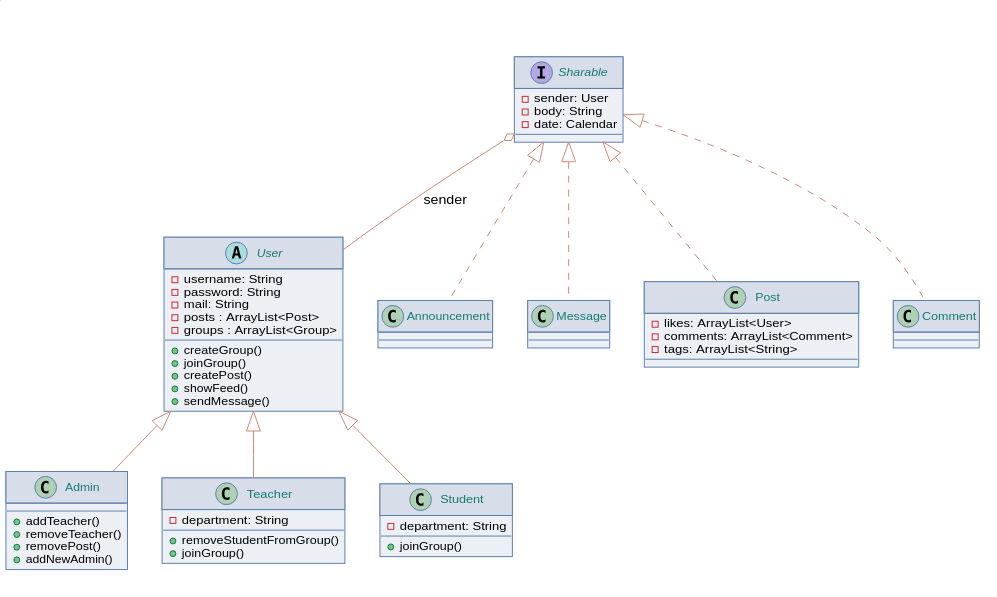 I Sharable
sender: User
body: String
date: Calendar
sender
A User
username: String
password: String
mail: String
posts : ArrayList<Post>
groups : ArrayList<Group>
createGroup()
joinGroup()
createPost()
showFeed()
sendMessage()
C Announcement
C Message
C Post
likes: ArrayList<User>
comments: ArrayList<Comment>
tags: ArrayList<String>
C Comment
C Admin
addTeacher()
removeTeacher()
removePost()
addNewAdmin()
C Teacher
department: String
removeStudentFromGroup()
joinGroup()
C Student
department: String
joinGroup()